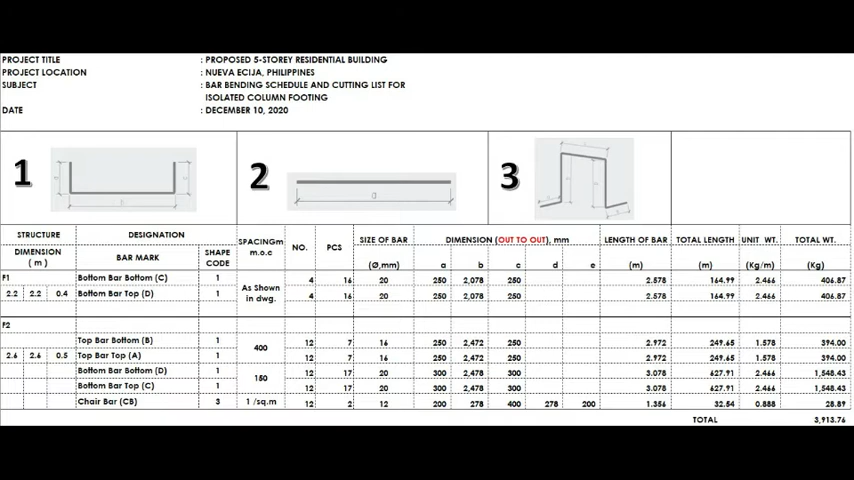 PROJECT TITLE : PROPOSED 5-STOREY RESIDENTIAL BUILDING
PROJECT LOCATION : NUEVA ECIJA, PHILIPPINES
SUBJECT : BAR BENDING SCHEDULE AND CUTTING LIST FOR
ISOLATED COLUMN FOOTING
DATE : DECEMBER 10, 2020
1 2 3
STRUCTURE DESIGNATION SPACINGm m.o.c NO. PCS SIZE OF BAR DIMENSION (OUT TO OUT), mm LENGTH OF BAR TOTAL LENGTH UNIT WT. TOTAL WT.
DIMENSION ( m ) BAR MARK SHAPE CODE (Ø,mm) a b c d e (m) (m) (Kg/m) (Kg)
F1 Bottom Bar Bottom (C) 1 As Shown in dwg. 4 16 20 250 2,078 250 2.578 164.99 2.466 406.87
2.2 2.2 0.4 Bottom Bar Top (D) 1 4 16 20 250 2,078 250 2.578 164.99 2.466 406.87
F2
Top Bar Bottom (B) 1 400 12 7 16 250 2,472 250 2.972 249.65 1.578 394.00
2.6 2.6 0.5 Top Bar Top (A) 1 12 7 16 250 2,472 250 2.972 249.65 1.578 394.00
Bottom Bar Bottom (D) 1 150 12 17 20 300 2,478 300 3.078 627.91 2.466 1,548.43
Bottom Bar Top (C) 1 12 17 20 300 2,478 300 3.078 627.91 2.466 1,548.43
Chair Bar (CB) 3 1 /sq.m 12 2 12 200 278 400 278 200 1.356 32.54 0.888 28.89
TOTAL 3,913.76